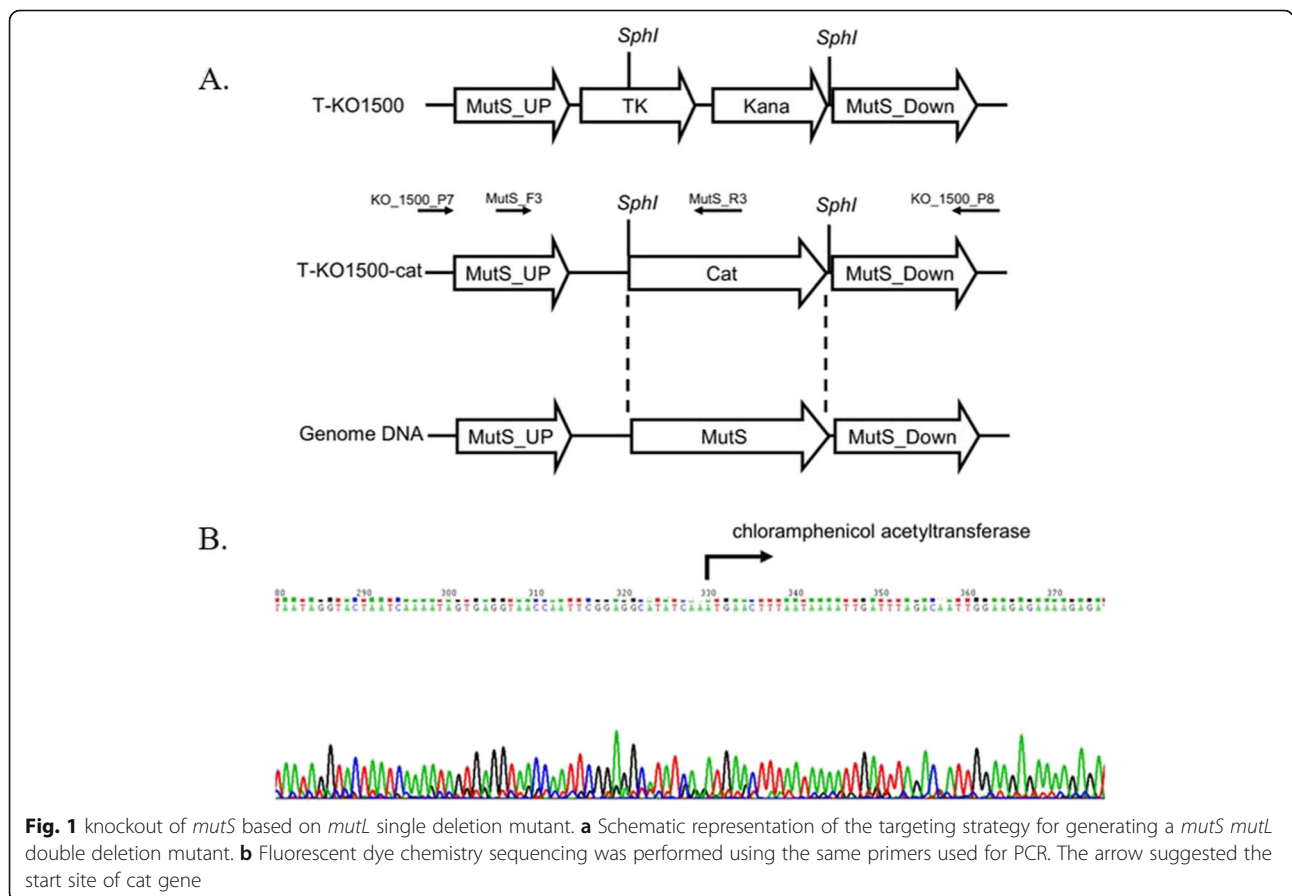 A.
SphI SphI
T-KO1500 MutS_UP TK Kana MutS_Down
KO_1500_P7 MutS_F3 SphI MutS_R3 SphI KO_1500_P8
T-KO1500-cat MutS_UP Cat MutS_Down
Genome DNA MutS_UP MutS MutS_Down
B.
chloramphenicol acetyltransferase
80 290 300 310 320 330 340 350 360 370
Fig. 1 knockout of mutS based on mutL single deletion mutant. a Schematic representation of the targeting strategy for generating a mutS mutL
double deletion mutant. b Fluorescent dye chemistry sequencing was performed using the same primers used for PCR. The arrow suggested the
start site of cat gene